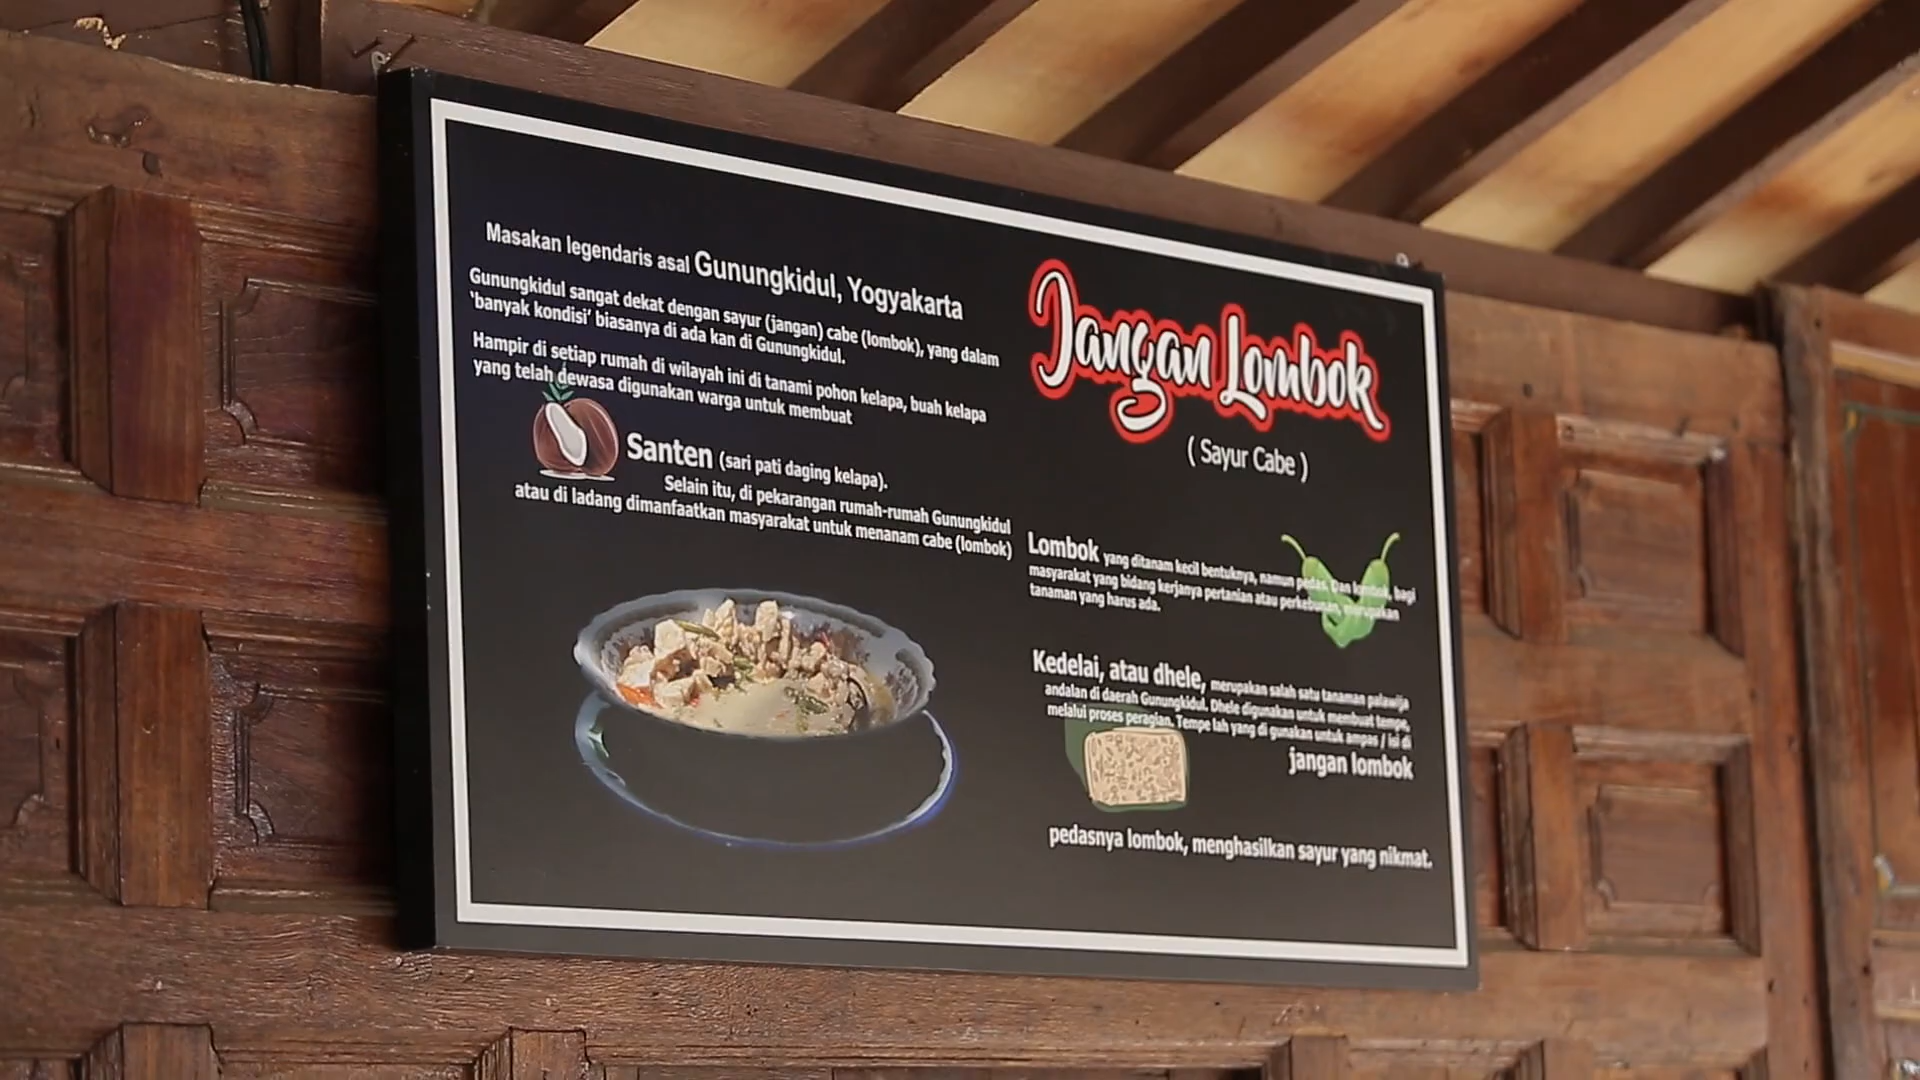 Masakan legendaris asal Gunungkidul, Yogyakarta
Gunungkidul sangat dekat dengan sayur (jangan) cabe (lombok), yang dalam
'banyak kondisi' biasanya di ada kan di Gunungkidul.
Hampir di setiap rumah di wilayah ini di tanami pohon kelapa, buah kelapa
yang telah dewasa digunakan warga untuk membuat
Santen (sari pati daging kelapa).
Selain itu, di pekarangan rumah-rumah Gunungkidul
atau di ladang dimanfaatkan masyarakat untuk menanam cabe (lombok)
Jangan Lombok
( Sayur Cabe )
Lombok yang ditanam kecil bentuknya, namun pedas. Dan lombok, bagi
masyarakat yang bidang kerjanya pertanian atau perkebunan, merupakan
tanaman yang harus ada.
Kedelai, atau dhele, merupakan salah satu tanaman palawija
andalan di daerah Gunungkidul. Dhele digunakan untuk membuat tempe,
melalui proses peragian. Tempe lah yang di gunakan untuk ampas / isi di
jangan lombok
pedasnya lombok, menghasilkan sayur yang nikmat.